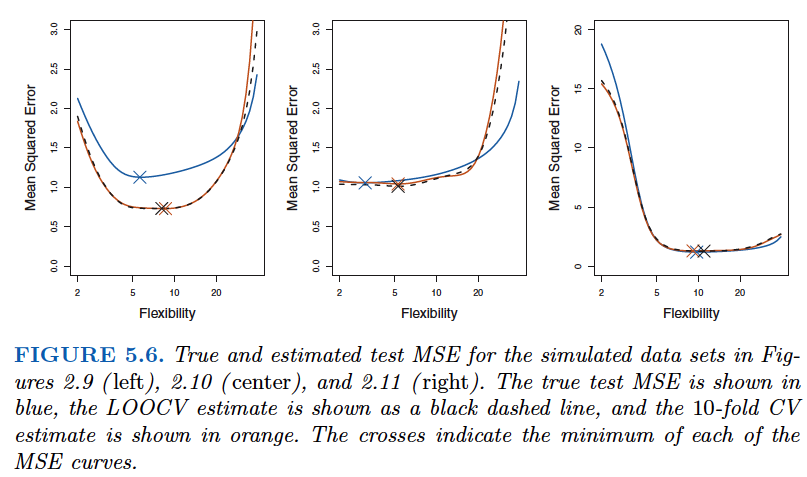 3.0
2.5
2.0
1.5
1.0
0.5
0.0
Mean Squared Error
2 5 10 20
Flexibility
3.0
2.5
2.0
1.5
1.0
0.5
0.0
Mean Squared Error
2 5 10 20
Flexibility
20
15
10
5
0
Mean Squared Error
2 5 10 20
Flexibility
FIGURE 5.6. True and estimated test MSE for the simulated data sets in Fig-
ures 2.9 (left), 2.10 (center), and 2.11 (right). The true test MSE is shown in
blue, the LOOCV estimate is shown as a black dashed line, and the 10-fold CV
estimate is shown in orange. The crosses indicate the minimum of each of the
MSE curves.